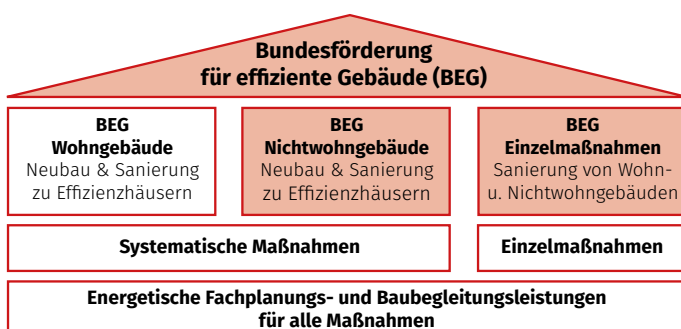 Bundesförderung
für effiziente Gebäude (BEG)
BEG
Wohngebäude
Neubau & Sanierung
zu Effizienzhäusern
BEG
Nichtwohngebäude
Neubau & Sanierung
zu Effizienzhäusern
BEG
Einzelmaßnahmen
Sanierung von Wohn-
u. Nichtwohngebäuden
Systematische Maßnahmen
Einzelmaßnahmen
Energetische Fachplanungs- und Baubegleitungsleistungen
für alle Maßnahmen